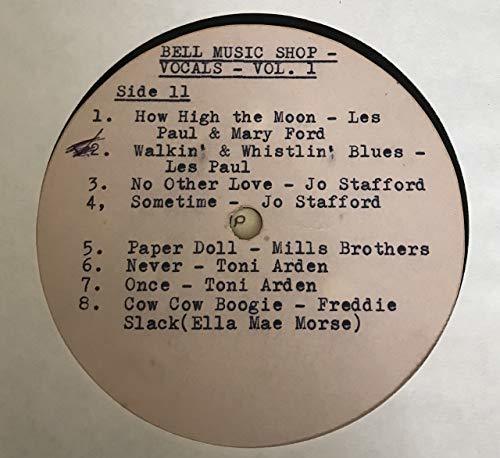 BELL MUSIC SHOP -
VOCALS - VOL. 1
Side 11
1. How High the Moon - Les
Paul & Mary Ford
2. Walkin' & Whistlin' Blues -
Les Paul
3. No Other Love - Jo Stafford
4, Sometime - Jo Stafford
5. Paper Doll - Mills Brothers
6. Never - Toni Arden
7. Once - Toni Arden
8. Cow Cow Boogie - Freddie
Slack(Ella Mae Morse)